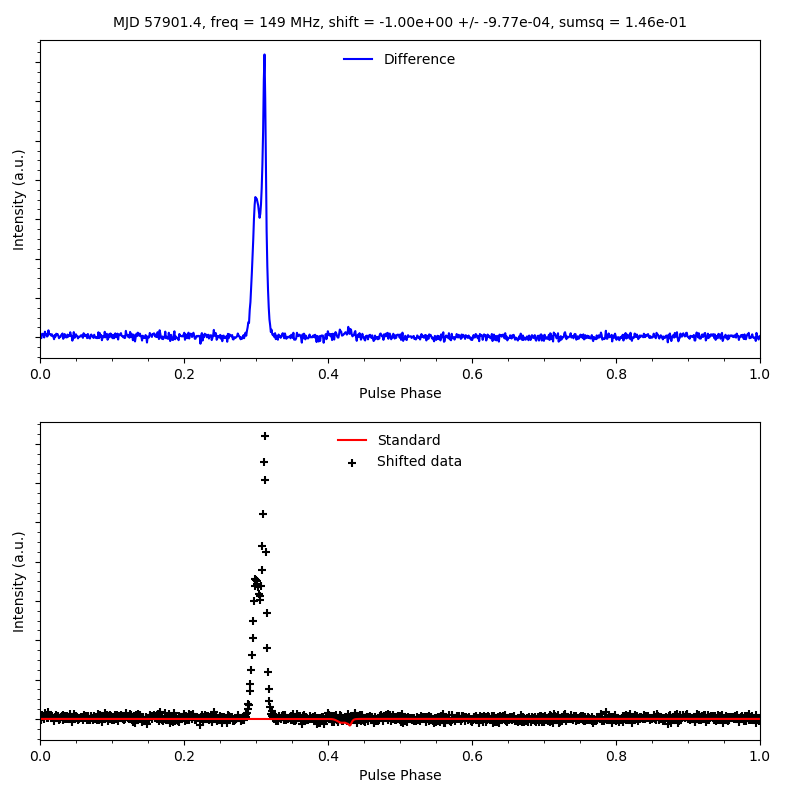 MJD 57901.4, freq = 149 MHz, shift = -1.00e+00 +/- -9.77e-04, sumsq = 1.46e-01
Difference
Intensity (a.u.)
0.0 0.2 0.4 0.6 0.8 1.0
Pulse Phase
Standard
Shifted data
Intensity (a.u.)
0.0 0.2 0.4 0.6 0.8 1.0
Pulse Phase